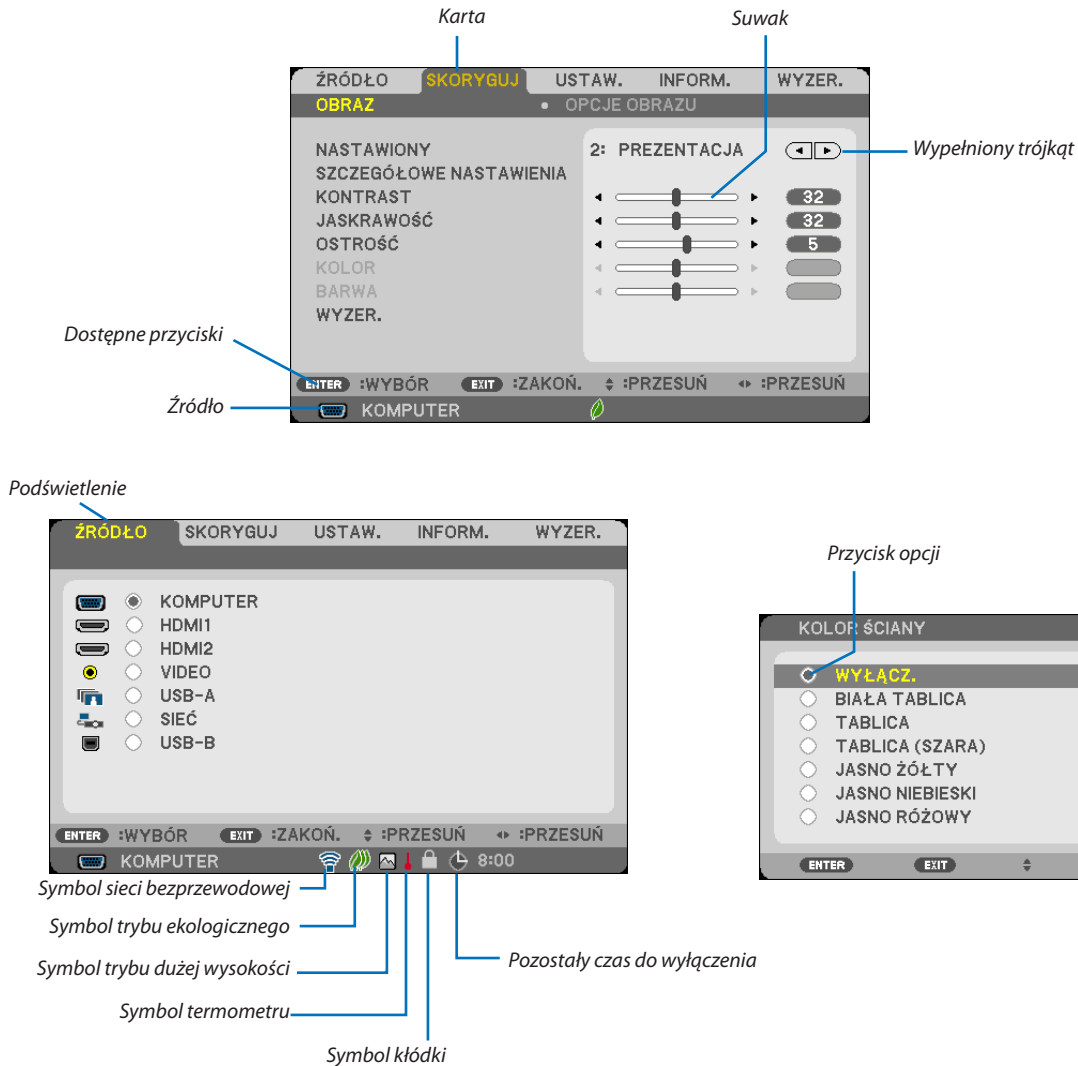 Karta
Suwak
ŹRÓDŁO SKORYGUJ USTAW. INFORM. WYZER.
OBRAZ • OPCJE OBRAZU
NASTAWIONY 2: PREZENTACJA
Wypełniony trójkąt
SZCZEGÓŁOWE NASTAWIENIA
KONTRAST 32
JASKRAWOŚĆ 32
OSTROŚĆ 5
KOLOR
BARWA
WYZER.
Dostępne przyciski
ENTER :WYBÓR EXIT :ZAKOŃ. :PRZESUŃ :PRZESUŃ
Źródło
KOMPUTER
Podświetlenie
ŹRÓDŁO SKORYGUJ USTAW. INFORM. WYZER.
KOMPUTER
HDMI1
HDMI2
VIDEO
USB-A
SIEĆ
USB-B
ENTER :WYBÓR EXIT :ZAKOŃ. :PRZESUŃ :PRZESUŃ
KOMPUTER 8:00
Symbol sieci bezprzewodowej
Symbol trybu ekologicznego
Symbol trybu dużej wysokości
Pozostały czas do wyłączenia
Symbol termometru
Symbol kłódki
Przycisk opcji
KOLOR ŚCIANY
WYŁĄCZ.
BIAŁA TABLICA
TABLICA
TABLICA (SZARA)
JASNO ŻÓŁTY
JASNO NIEBIESKI
JASNO RÓŻOWY
ENTER EXIT